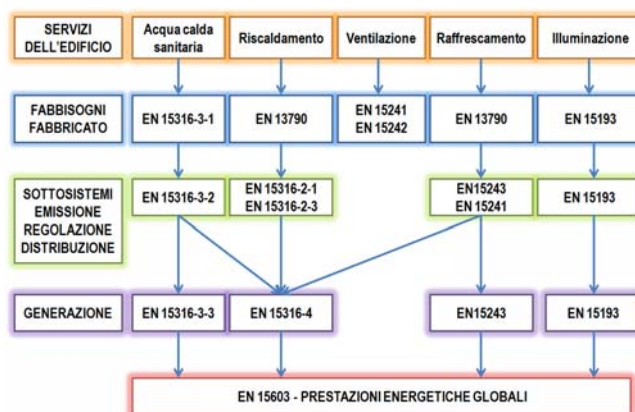 SERVIZI
DELL'EDIFICIO
Acqua calda
sanitaria
Riscaldamento
Ventilazione
Raffrescamento
Illuminazione
FABBISOGNI
FABBRICATO
EN 15316-3-1
EN 13790
EN 15241
EN 15242
EN 13790
EN 15193
SOTTOSISTEMI
EMISSIONE
REGOLAZIONE
DISTRIBUZIONE
EN 15316-3-2
EN 15316-2-1
EN 15316-2-3
EN15243
EN 15241
EN 15193
GENERAZIONE
EN 15316-3-3
EN 15316-4
EN15243
EN 15193
EN 15603 - PRESTAZIONI ENERGETICHE GLOBALI